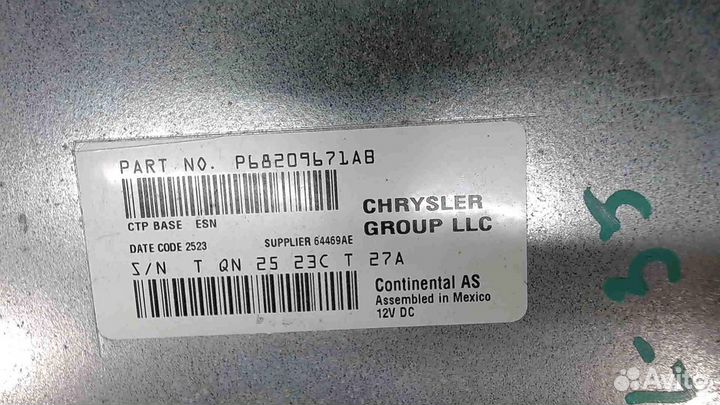 PART NO. P68209671AB
CTP BASE ESN
DATE CODE 2523 SUPPLIER 64469AE
S/N T QN 25 23C T 27A
CHRYSLER
GROUP LLC
Continental AS
Assembled in Mexico
12V DC
Avito